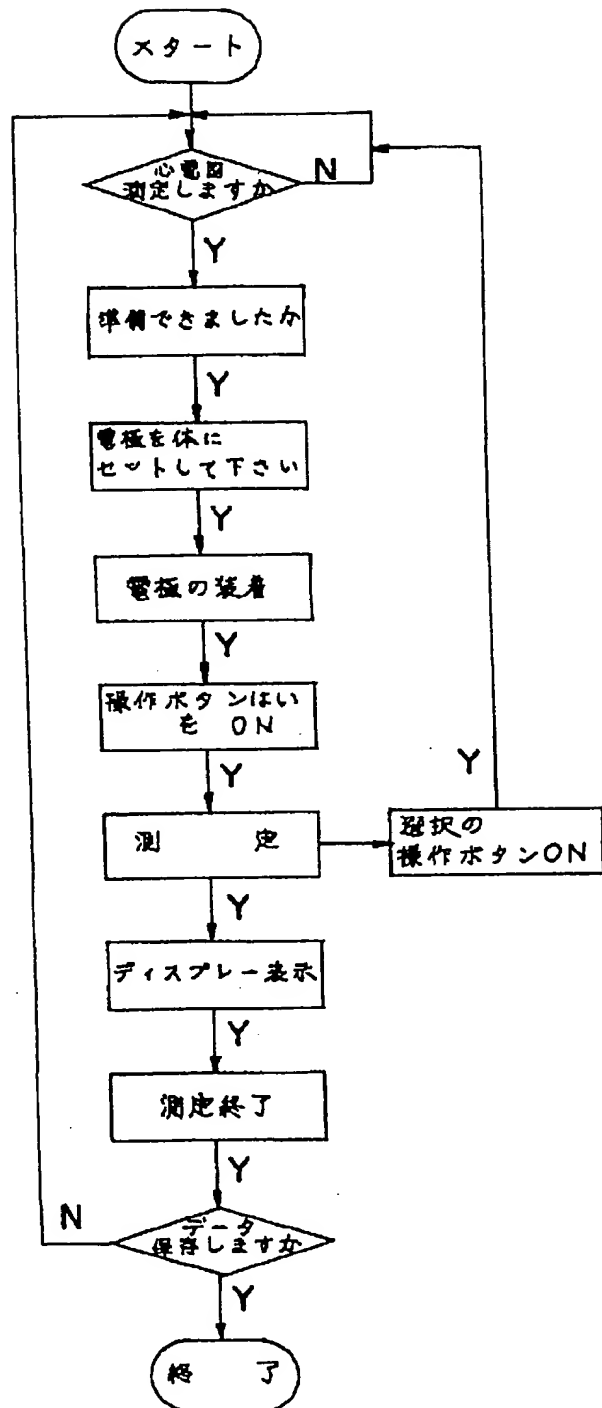 スタート
心電図
測定しますか
N
Y
準備できましたか
Y
電極を体に
セットして下さい
Y
電極の装着
Y
操作ボタンはい
を ON
Y
測 定
選択の
操作ボタンON
Y
Y
ディスプレー表示
Y
測定終了
Y
データ
保存しますか
N
Y
終 了